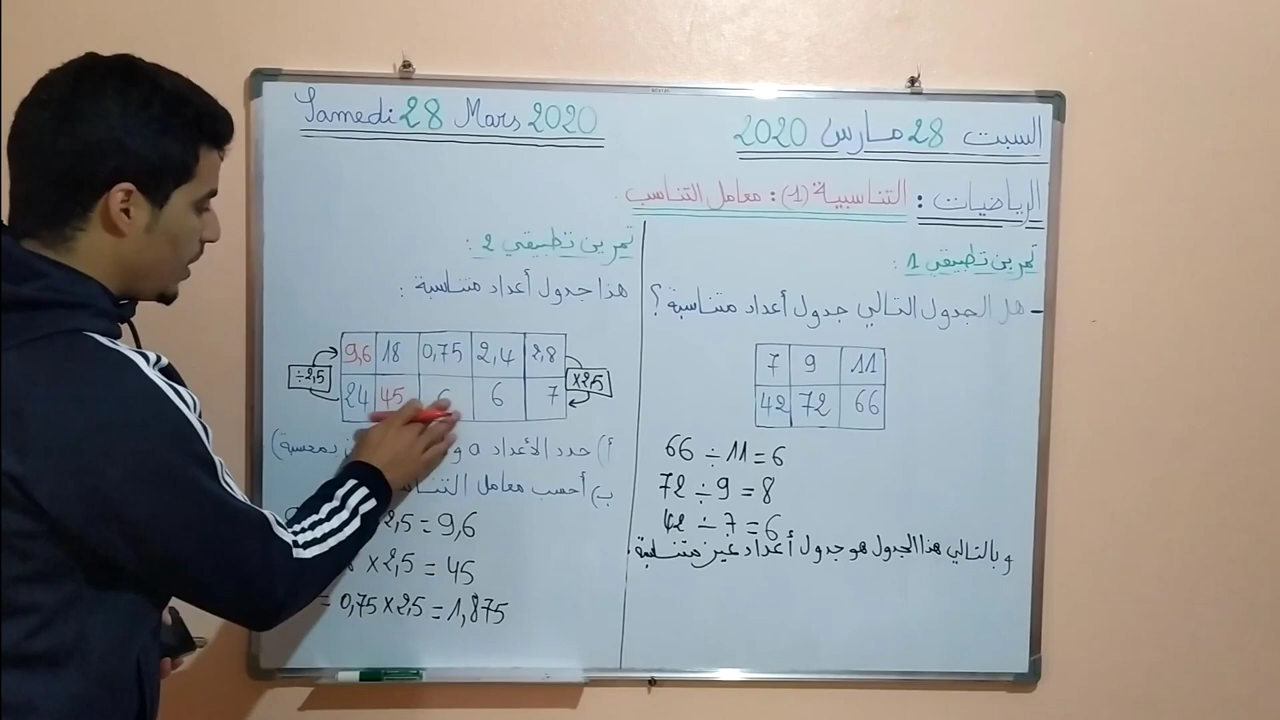 Samedi 28 Mars 2020
السبت 28 مارس 2020
الرياضيات : التناسبية (1) : معامل التناسب .
تمرين تطبيقي 1 :
- هل الجدول التالي جدول أعداد متناسبة ؟
7 9 11
42 72 66
66 ÷ 11 = 6
72 ÷ 9 = 8
42 ÷ 7 = 6
وبالتالي هذا الجدول هو جدول أعداد غير متناسبة .
تمرين تطبيقي 2 :
هذا جدول أعداد متناسبة :
9,6 18 0,75 2,4 2,8
24 45 6 7
÷2,5
×2,5
أ) حدد الأعداد a و
ب) أحسب معامل
2,5 = 9,6
×2,5 = 45
= 0,75×2,5 = 1,875